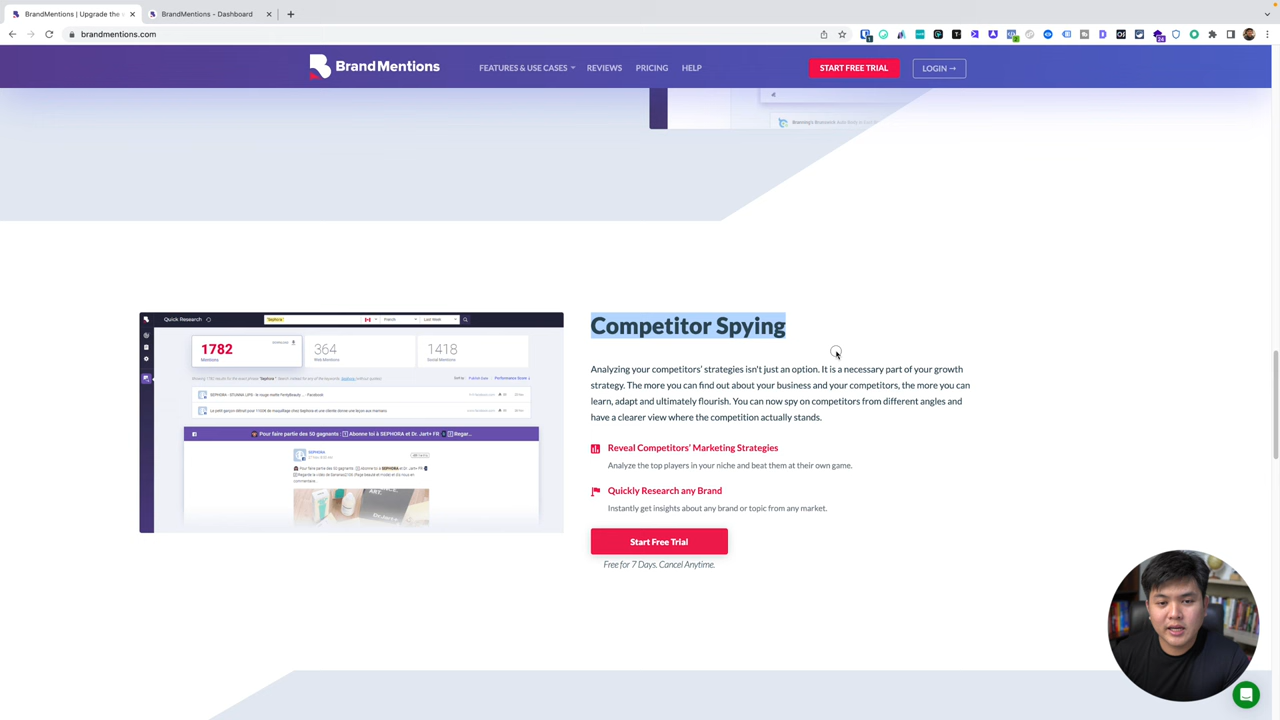 BrandMentions | Upgrade the
BrandMentions - Dashboard
brandmentions.com
BrandMentions
FEATURES & USE CASES
REVIEWS
PRICING
HELP
START FREE TRIAL
LOGIN →
Quick Research
French
Last Week
1782
Mentions
364
Web Mentions
1418
Social Mentions
SEPHORA
Competitor Spying
Analyzing your competitors' strategies isn't just an option. It is a necessary part of your growth
strategy. The more you can find out about your business and your competitors, the more you can
learn, adapt and ultimately flourish. You can now spy on competitors from different angles and
have a clearer view where the competition actually stands.
Reveal Competitors' Marketing Strategies
Analyze the top players in your niche and beat them at their own game.
Quickly Research any Brand
Instantly get insights about any brand or topic from any market.
Start Free Trial
Free for 7 Days. Cancel Anytime.